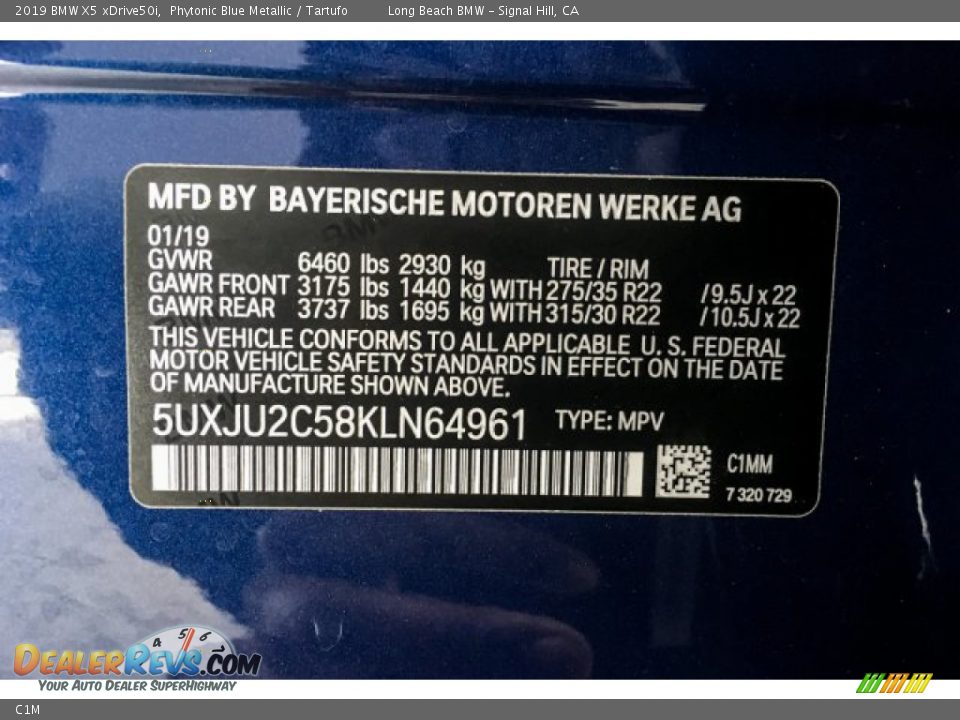 2019 BMW X5 xDrive50i, Phytonic Blue Metallic / Tartufo Long Beach BMW - Signal Hill, CA
MFD BY BAYERISCHE MOTOREN WERKE AG
01/19
GVWR 6460 lbs 2930 kg TIRE / RIM
GAWR FRONT 3175 lbs 1440 kg WITH 275/35 R22 / 9.5J x 22
GAWR REAR 3737 lbs 1695 kg WITH 315/30 R22 / 10.5J x 22
THIS VEHICLE CONFORMS TO ALL APPLICABLE U. S. FEDERAL
MOTOR VEHICLE SAFETY STANDARDS IN EFFECT ON THE DATE
OF MANUFACTURE SHOWN ABOVE.
5UXJU2C58KLN64961 TYPE: MPV
C1MM
7 320 729
4 5 6
DEALERREVS.COM
YOUR AUTO DEALER SUPERHIGHWAY
C1M